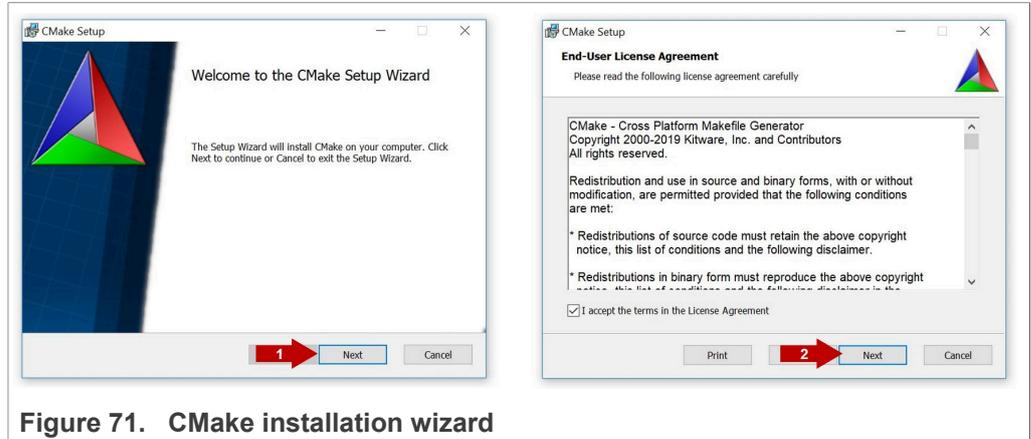 CMake Setup
Welcome to the CMake Setup Wizard
The Setup Wizard will install CMake on your computer. Click
Next to continue or Cancel to exit the Setup Wizard.
1
Next
Cancel
CMake Setup
End-User License Agreement
Please read the following license agreement carefully
CMake - Cross Platform Makefile Generator
Copyright 2000-2019 Kitware, Inc. and Contributors
All rights reserved.
Redistribution and use in source and binary forms, with or without
modification, are permitted provided that the following conditions
are met:
* Redistributions of source code must retain the above copyright
notice, this list of conditions and the following disclaimer.
* Redistributions in binary form must reproduce the above copyright
I accept the terms in the License Agreement
Print
2
Next
Cancel
Figure 71. CMake installation wizard